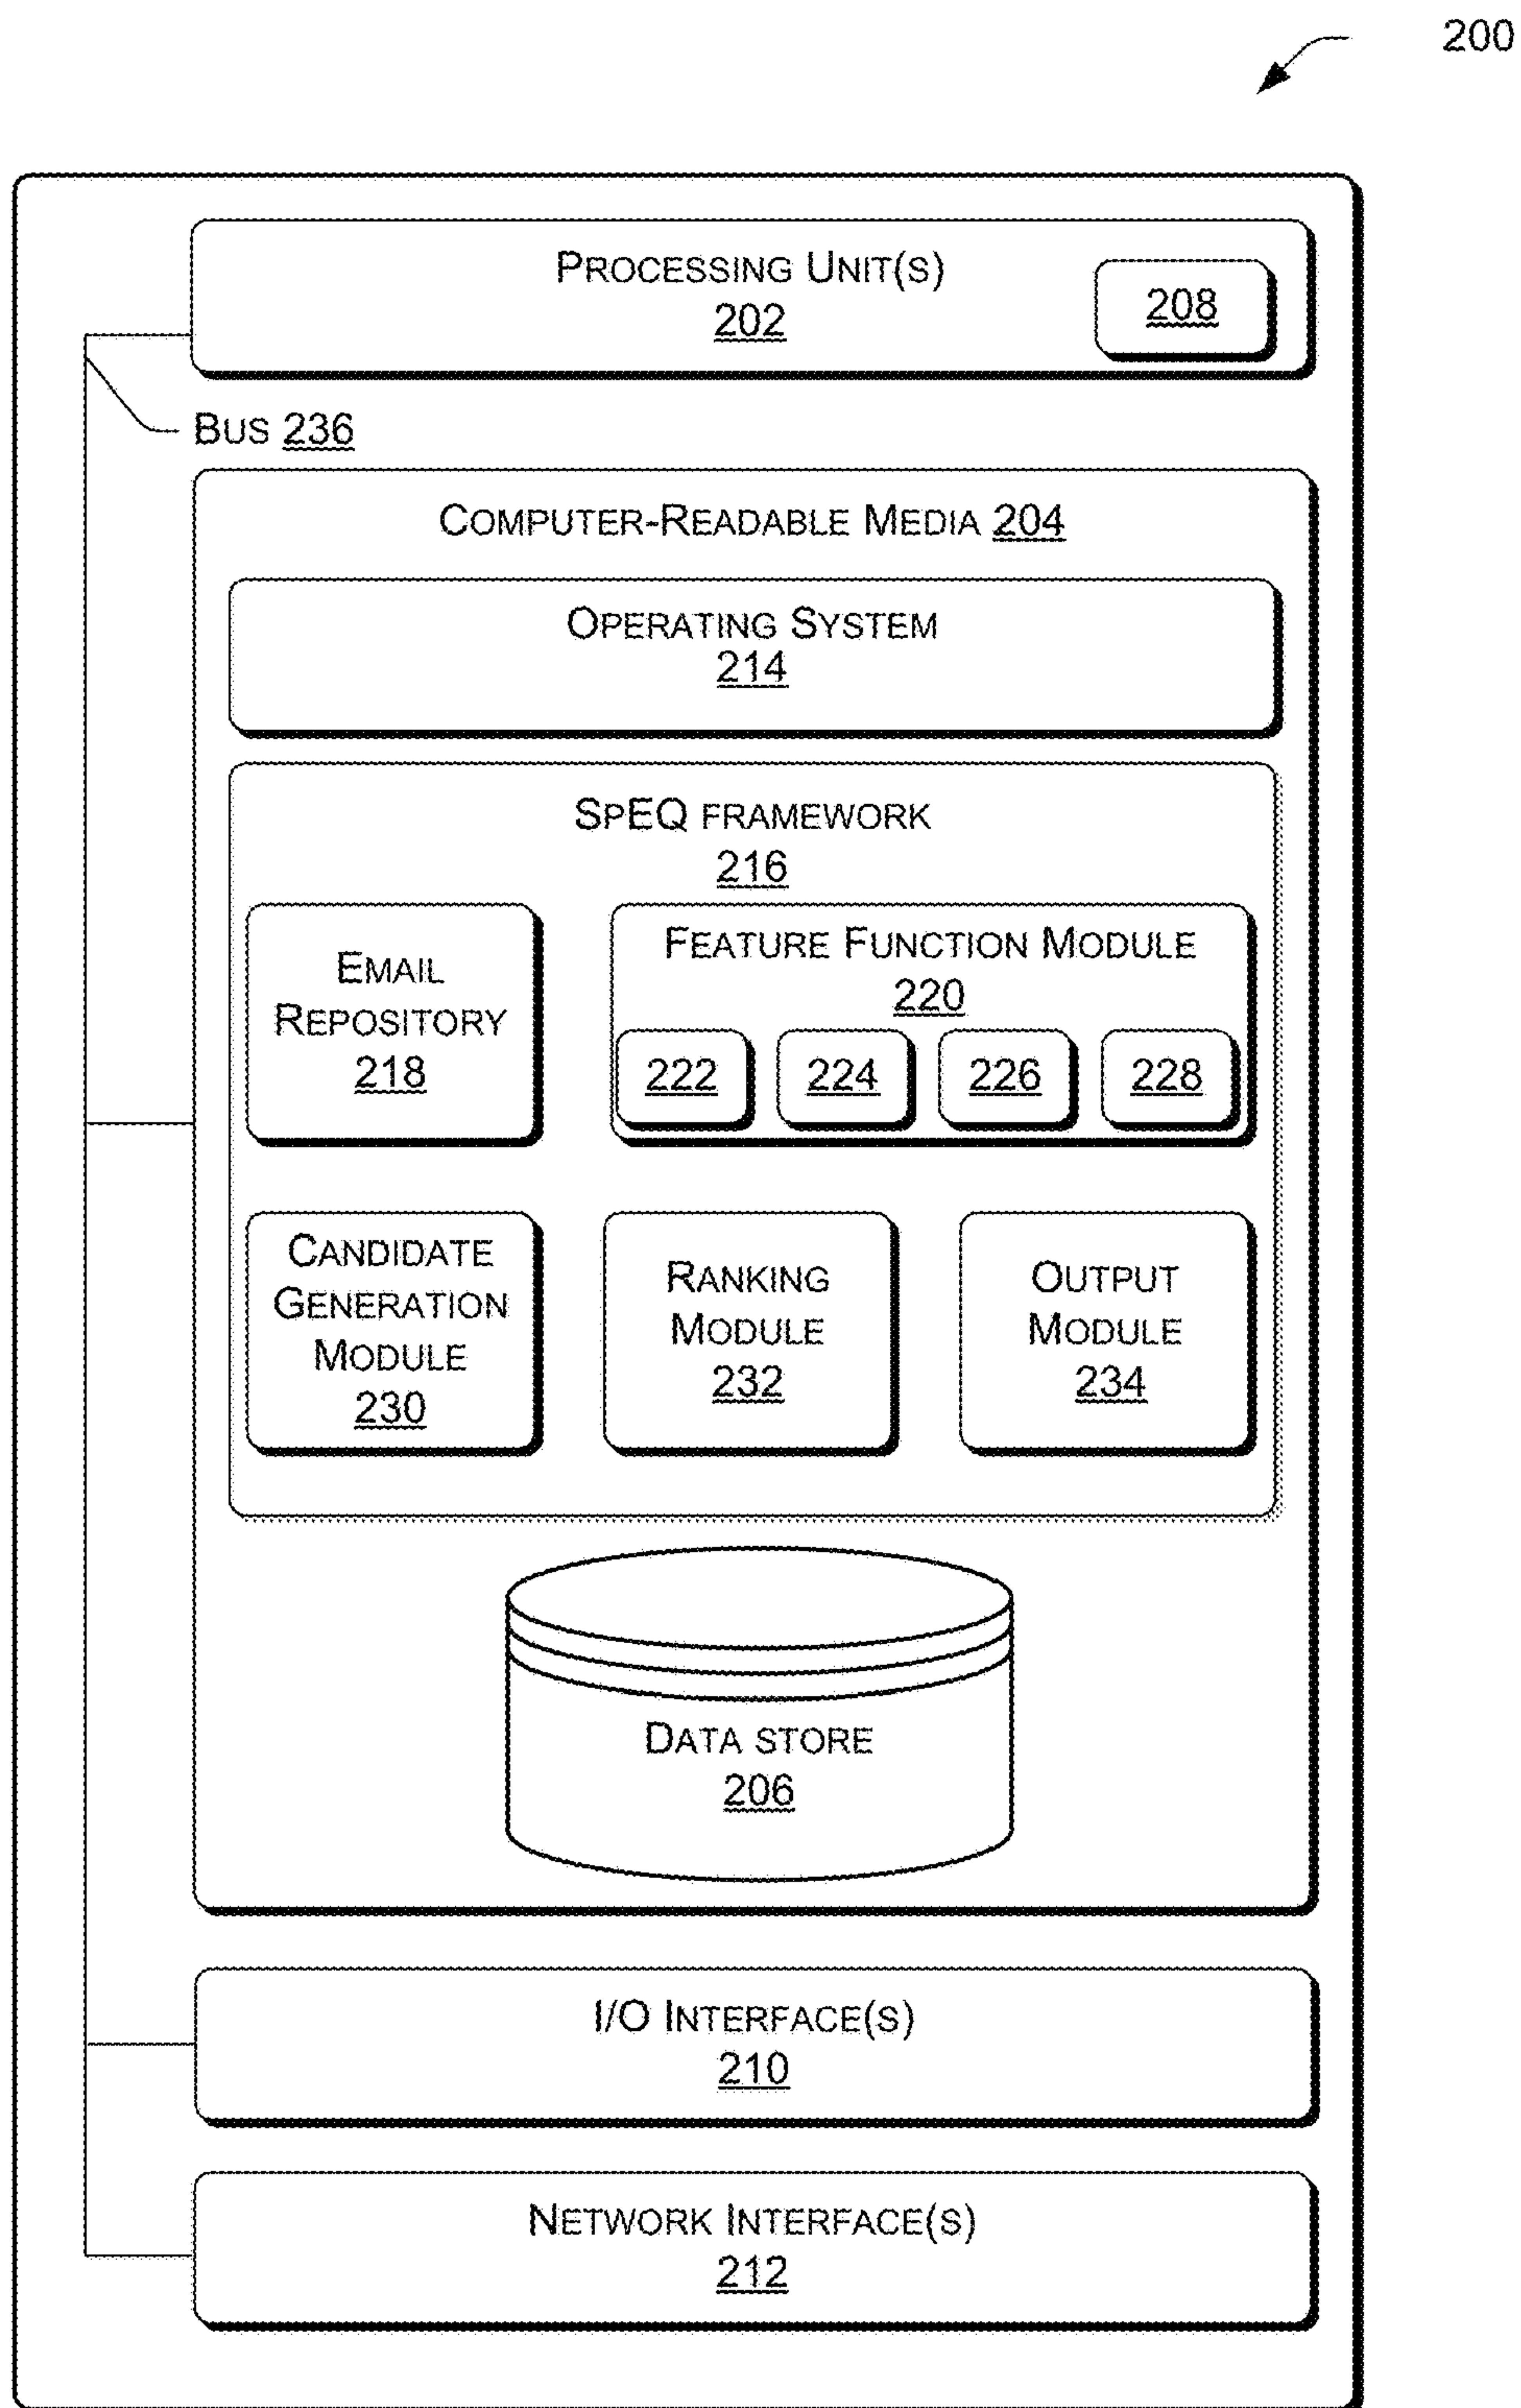 200
PROCESSING UNIT(S)
202
208
BUS 236
COMPUTER-READABLE MEDIA 204
OPERATING SYSTEM
214
SPEQ FRAMEWORK
216
EMAIL
REPOSITORY
218
FEATURE FUNCTION MODULE
220
222
224
226
228
CANDIDATE
GENERATION
MODULE
230
RANKING
MODULE
232
OUTPUT
MODULE
234
DATA STORE
206
I/O INTERFACE(S)
210
NETWORK INTERFACE(S)
212